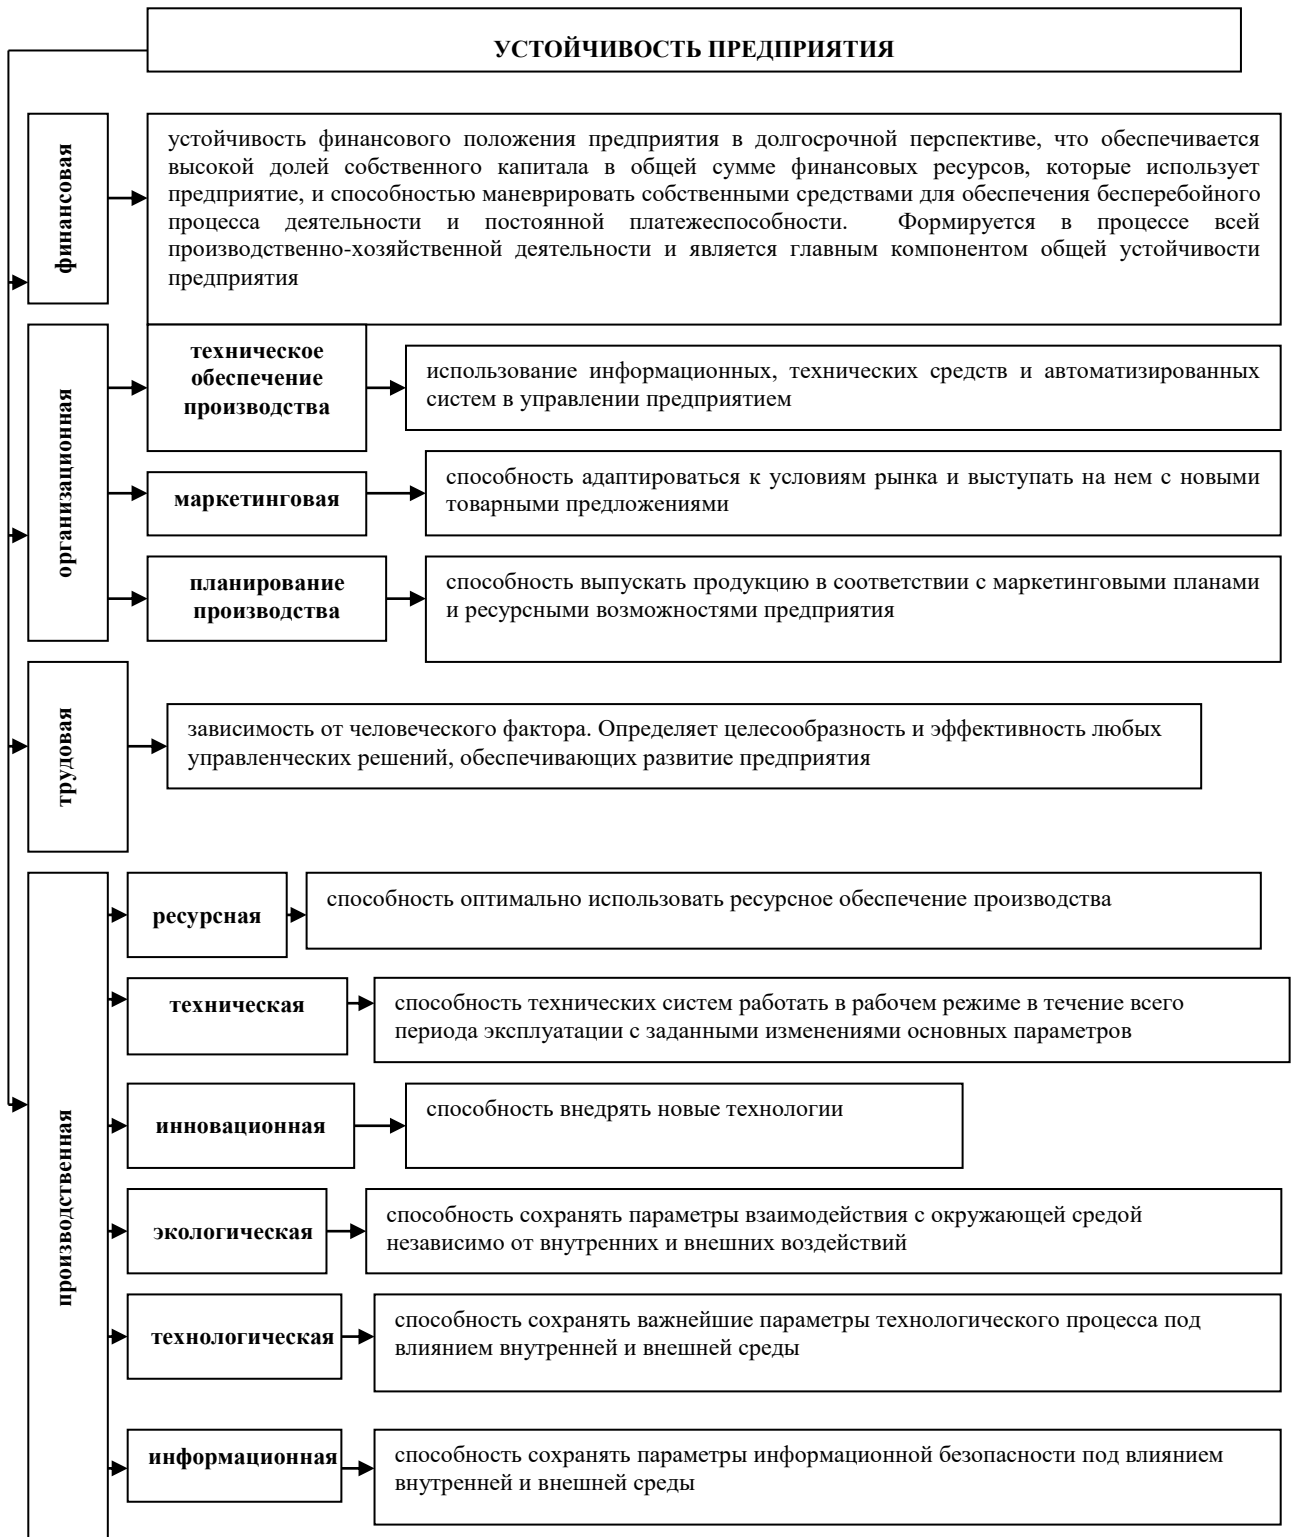 УСТОЙЧИВОСТЬ ПРЕДПРИЯТИЯ
финансовая
устойчивость финансового положения предприятия в долгосрочной перспективе, что обеспечивается
высокой долей собственного капитала в общей сумме финансовых ресурсов, которые использует
предприятие, и способностью маневрировать собственными средствами для обеспечения бесперебойного
процесса деятельности и постоянной платежеспособности. Формируется в процессе всей
производственно-хозяйственной деятельности и является главным компонентом общей устойчивости
предприятия
организационная
техническое
обеспечение
производства
использование информационных, технических средств и автоматизированных
систем в управлении предприятием
маркетинговая
способность адаптироваться к условиям рынка и выступать на нем с новыми
товарными предложениями
планирование
производства
способность выпускать продукцию в соответствии с маркетинговыми планами
и ресурсными возможностями предприятия
трудовая
зависимость от человеческого фактора. Определяет целесообразность и эффективность любых
управленческих решений, обеспечивающих развитие предприятия
производственная
ресурсная
способность оптимально использовать ресурсное обеспечение производства
техническая
способность технических систем работать в рабочем режиме в течение всего
периода эксплуатации с заданными изменениями основных параметров
инновационная
способность внедрять новые технологии
экологическая
способность сохранять параметры взаимодействия с окружающей средой
независимо от внутренних и внешних воздействий
технологическая
способность сохранять важнейшие параметры технологического процесса под
влиянием внутренней и внешней среды
информационная
способность сохранять параметры информационной безопасности под влиянием
внутренней и внешней среды